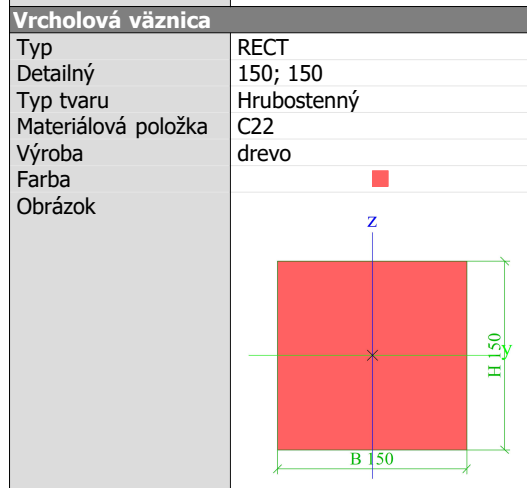 Vrcholová väznica
Typ RECT
Detailný 150; 150
Typ tvaru Hrubostenný
Materiálová položka C22
Výroba drevo
Farba
Obrázok
z
H 150
y
B 150